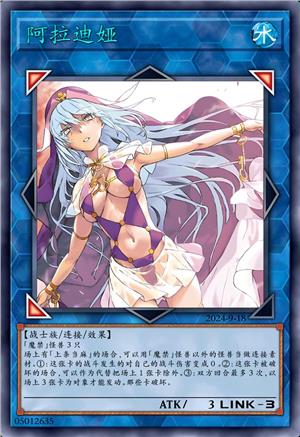 阿拉迪娅
水
2024-9-18
【战士族/连接/效果】
「魔禁」怪兽3只
场上有「上条当麻」的场合，可以用「魔禁」怪兽以外的怪兽当做连接素
材。①：这张卡的战斗发生的对自己的战斗伤害变成0。②：这张卡被破
坏的场合，可以作为代替把场上1张卡除外。③：双方回合最多3次，以
场上3张卡为对象才能发动。那些卡破坏。
ATK/ 3 LINK-3
05012635